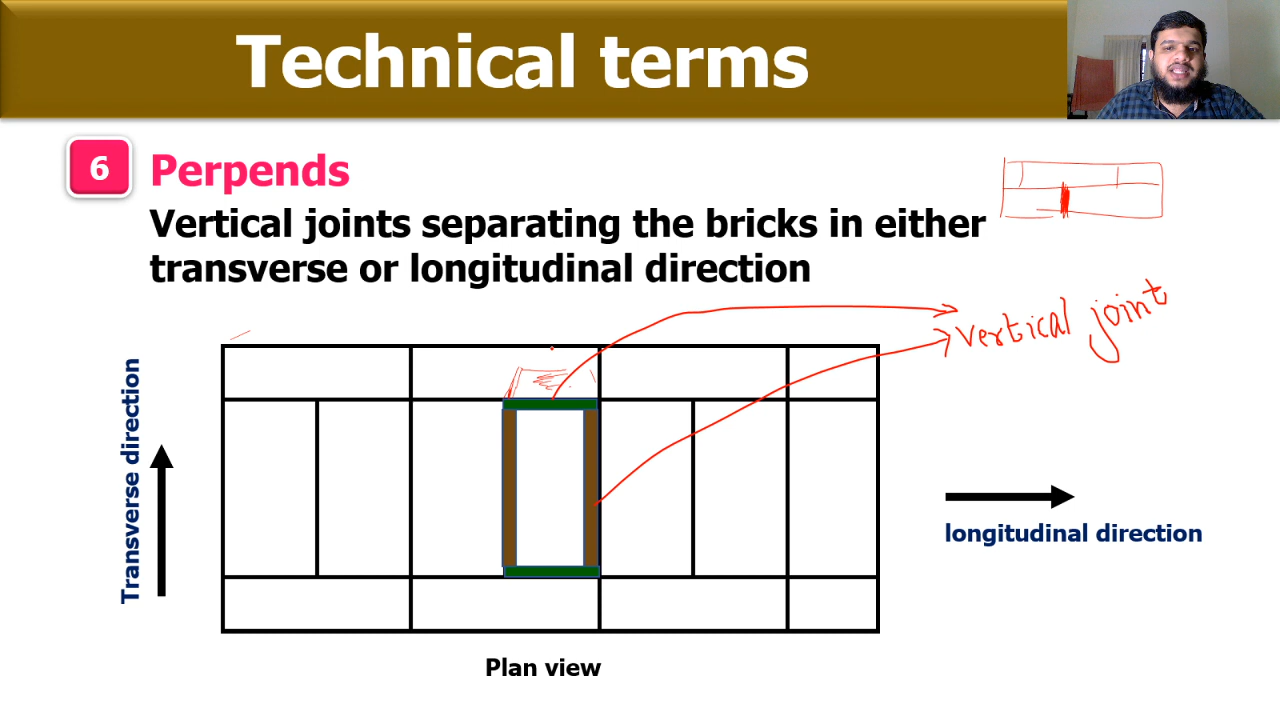 Technical terms
6 Perpends
Vertical joints separating the bricks in either
transverse or longitudinal direction
vertical joint
Transverse direction
longitudinal direction
Plan view